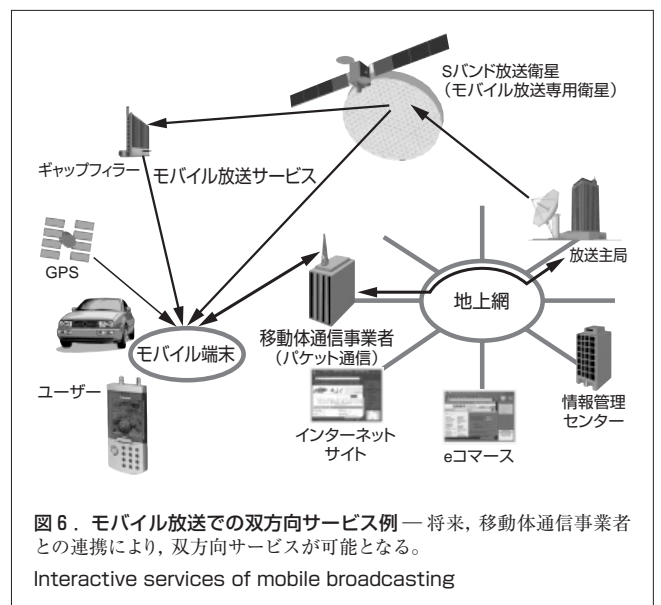 Sバンド放送衛星
（モバイル放送専用衛星）
ギャップフィラー
モバイル放送サービス
GPS
放送主局
地上網
移動体通信事業者
（パケット通信）
モバイル端末
ユーザー
インターネット
サイト
eコマース
情報管理
センター
図6．モバイル放送での双方向サービス例 — 将来，移動体通信事業者
との連携により，双方向サービスが可能となる。
Interactive services of mobile broadcasting